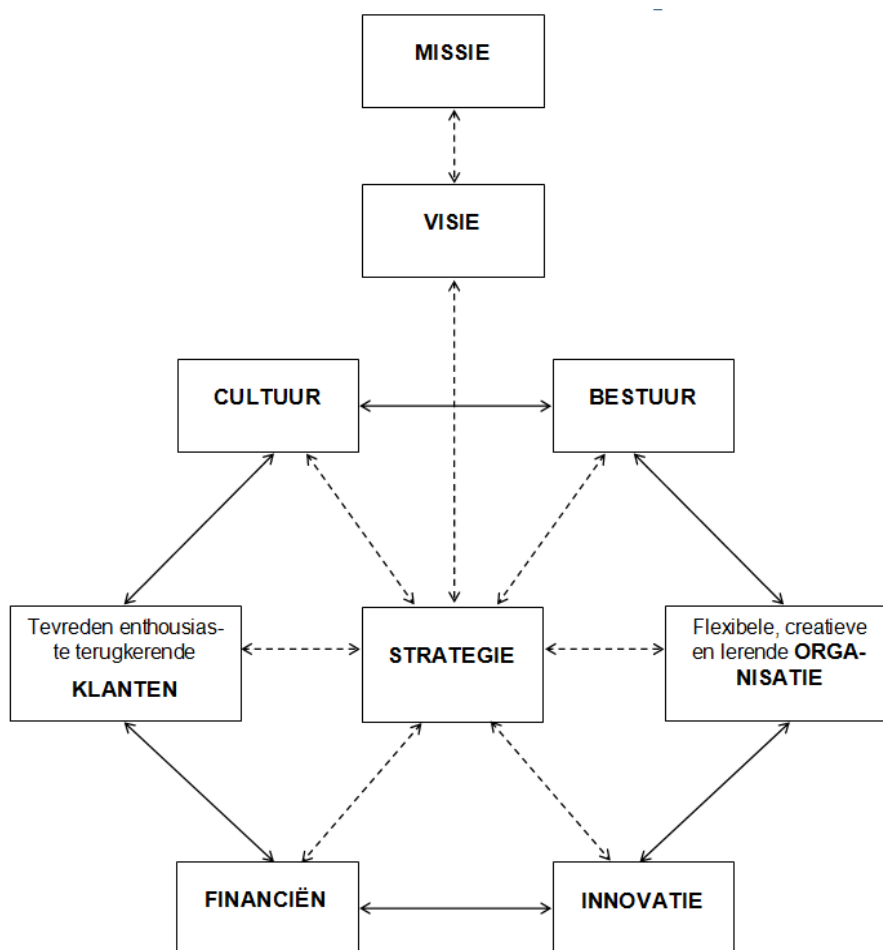 MISSIE
VISIE
CULTUUR
BESTUUR
Tevreden enthousias-
te terugkerende
KLANTEN
STRATEGIE
Flexibele, creatieve
en lerende ORGA-
NISATIE
FINANCIËN
INNOVATIE